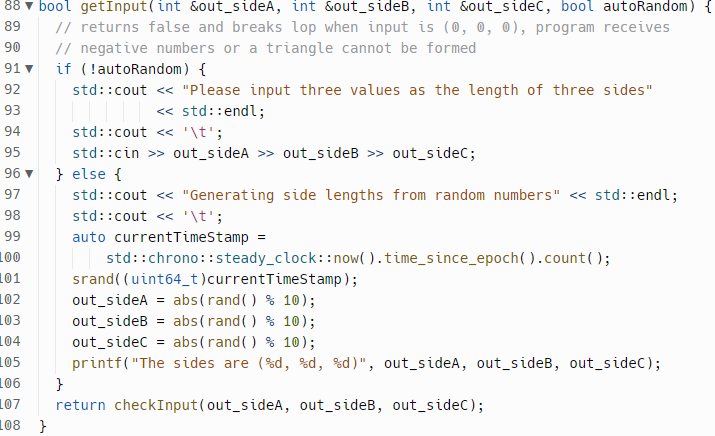 88 ▼ bool getInput(int &out_sideA, int &out_sideB, int &out_sideC, bool autoRandom) {
89 // returns false and breaks lop when input is (0, 0, 0), program receives
90 // negative numbers or a triangle cannot be formed
91 ▼ if (!autoRandom) {
92 std::cout << "Please input three values as the length of three sides"
93 << std::endl;
94 std::cout << '\t';
95 std::cin >> out_sideA >> out_sideB >> out_sideC;
96 ▼ } else {
97 std::cout << "Generating side lengths from random numbers" << std::endl;
98 std::cout << '\t';
99 auto currentTimeStamp =
100 std::chrono::steady_clock::now().time_since_epoch().count();
101 srand((uint64_t)currentTimeStamp);
102 out_sideA = abs(rand() % 10);
103 out_sideB = abs(rand() % 10);
104 out_sideC = abs(rand() % 10);
105 printf("The sides are (%d, %d, %d)", out_sideA, out_sideB, out_sideC);
106 }
107 return checkInput(out_sideA, out_sideB, out_sideC);
108 }